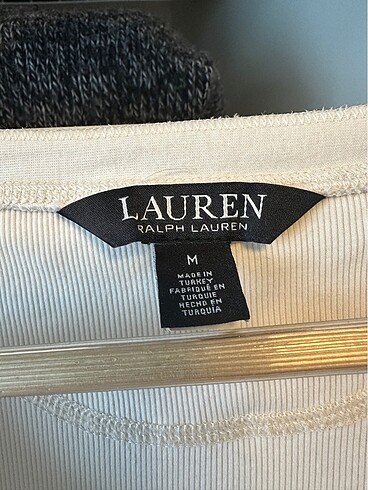 LAUREN
RALPH LAUREN
M
MADE IN
TURKEY
FABRIQUÉ EN
TURQUIE
HECHO EN
TURQUÍA